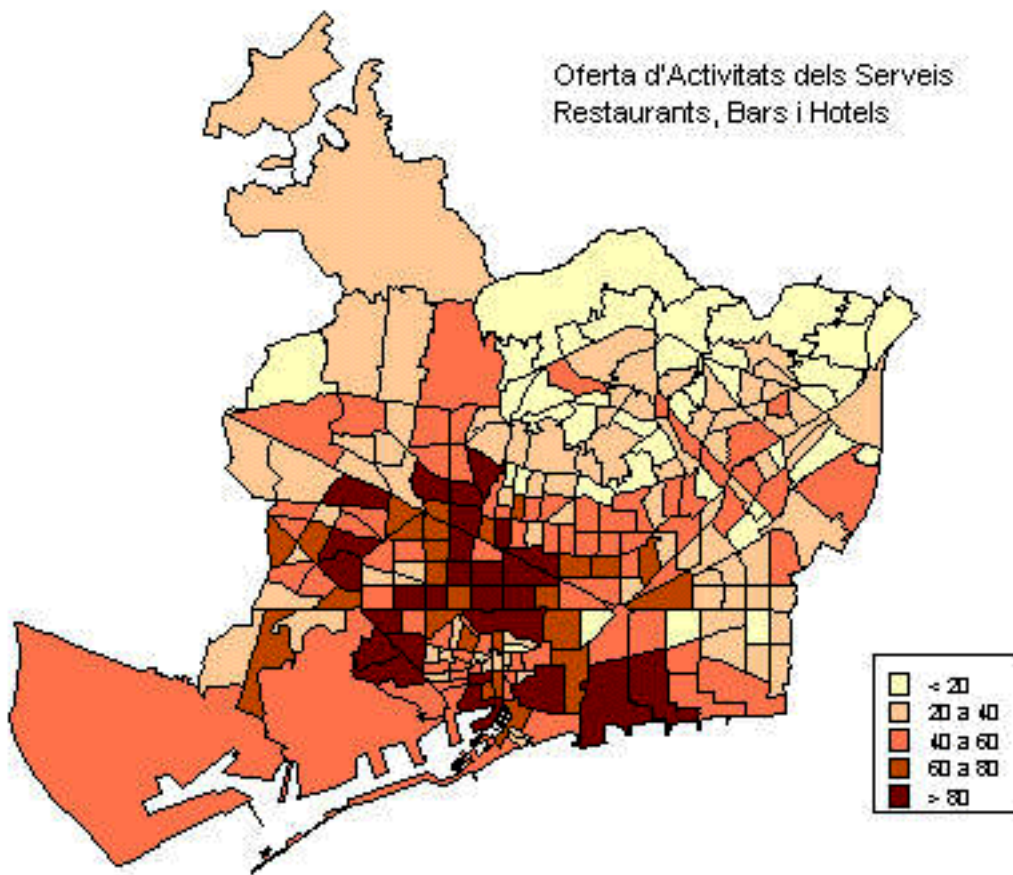 Oferta d'Activitats dels Serveis
Restaurants, Bars i Hotels
< 20
20 a 40
40 a 60
60 a 80
> 80